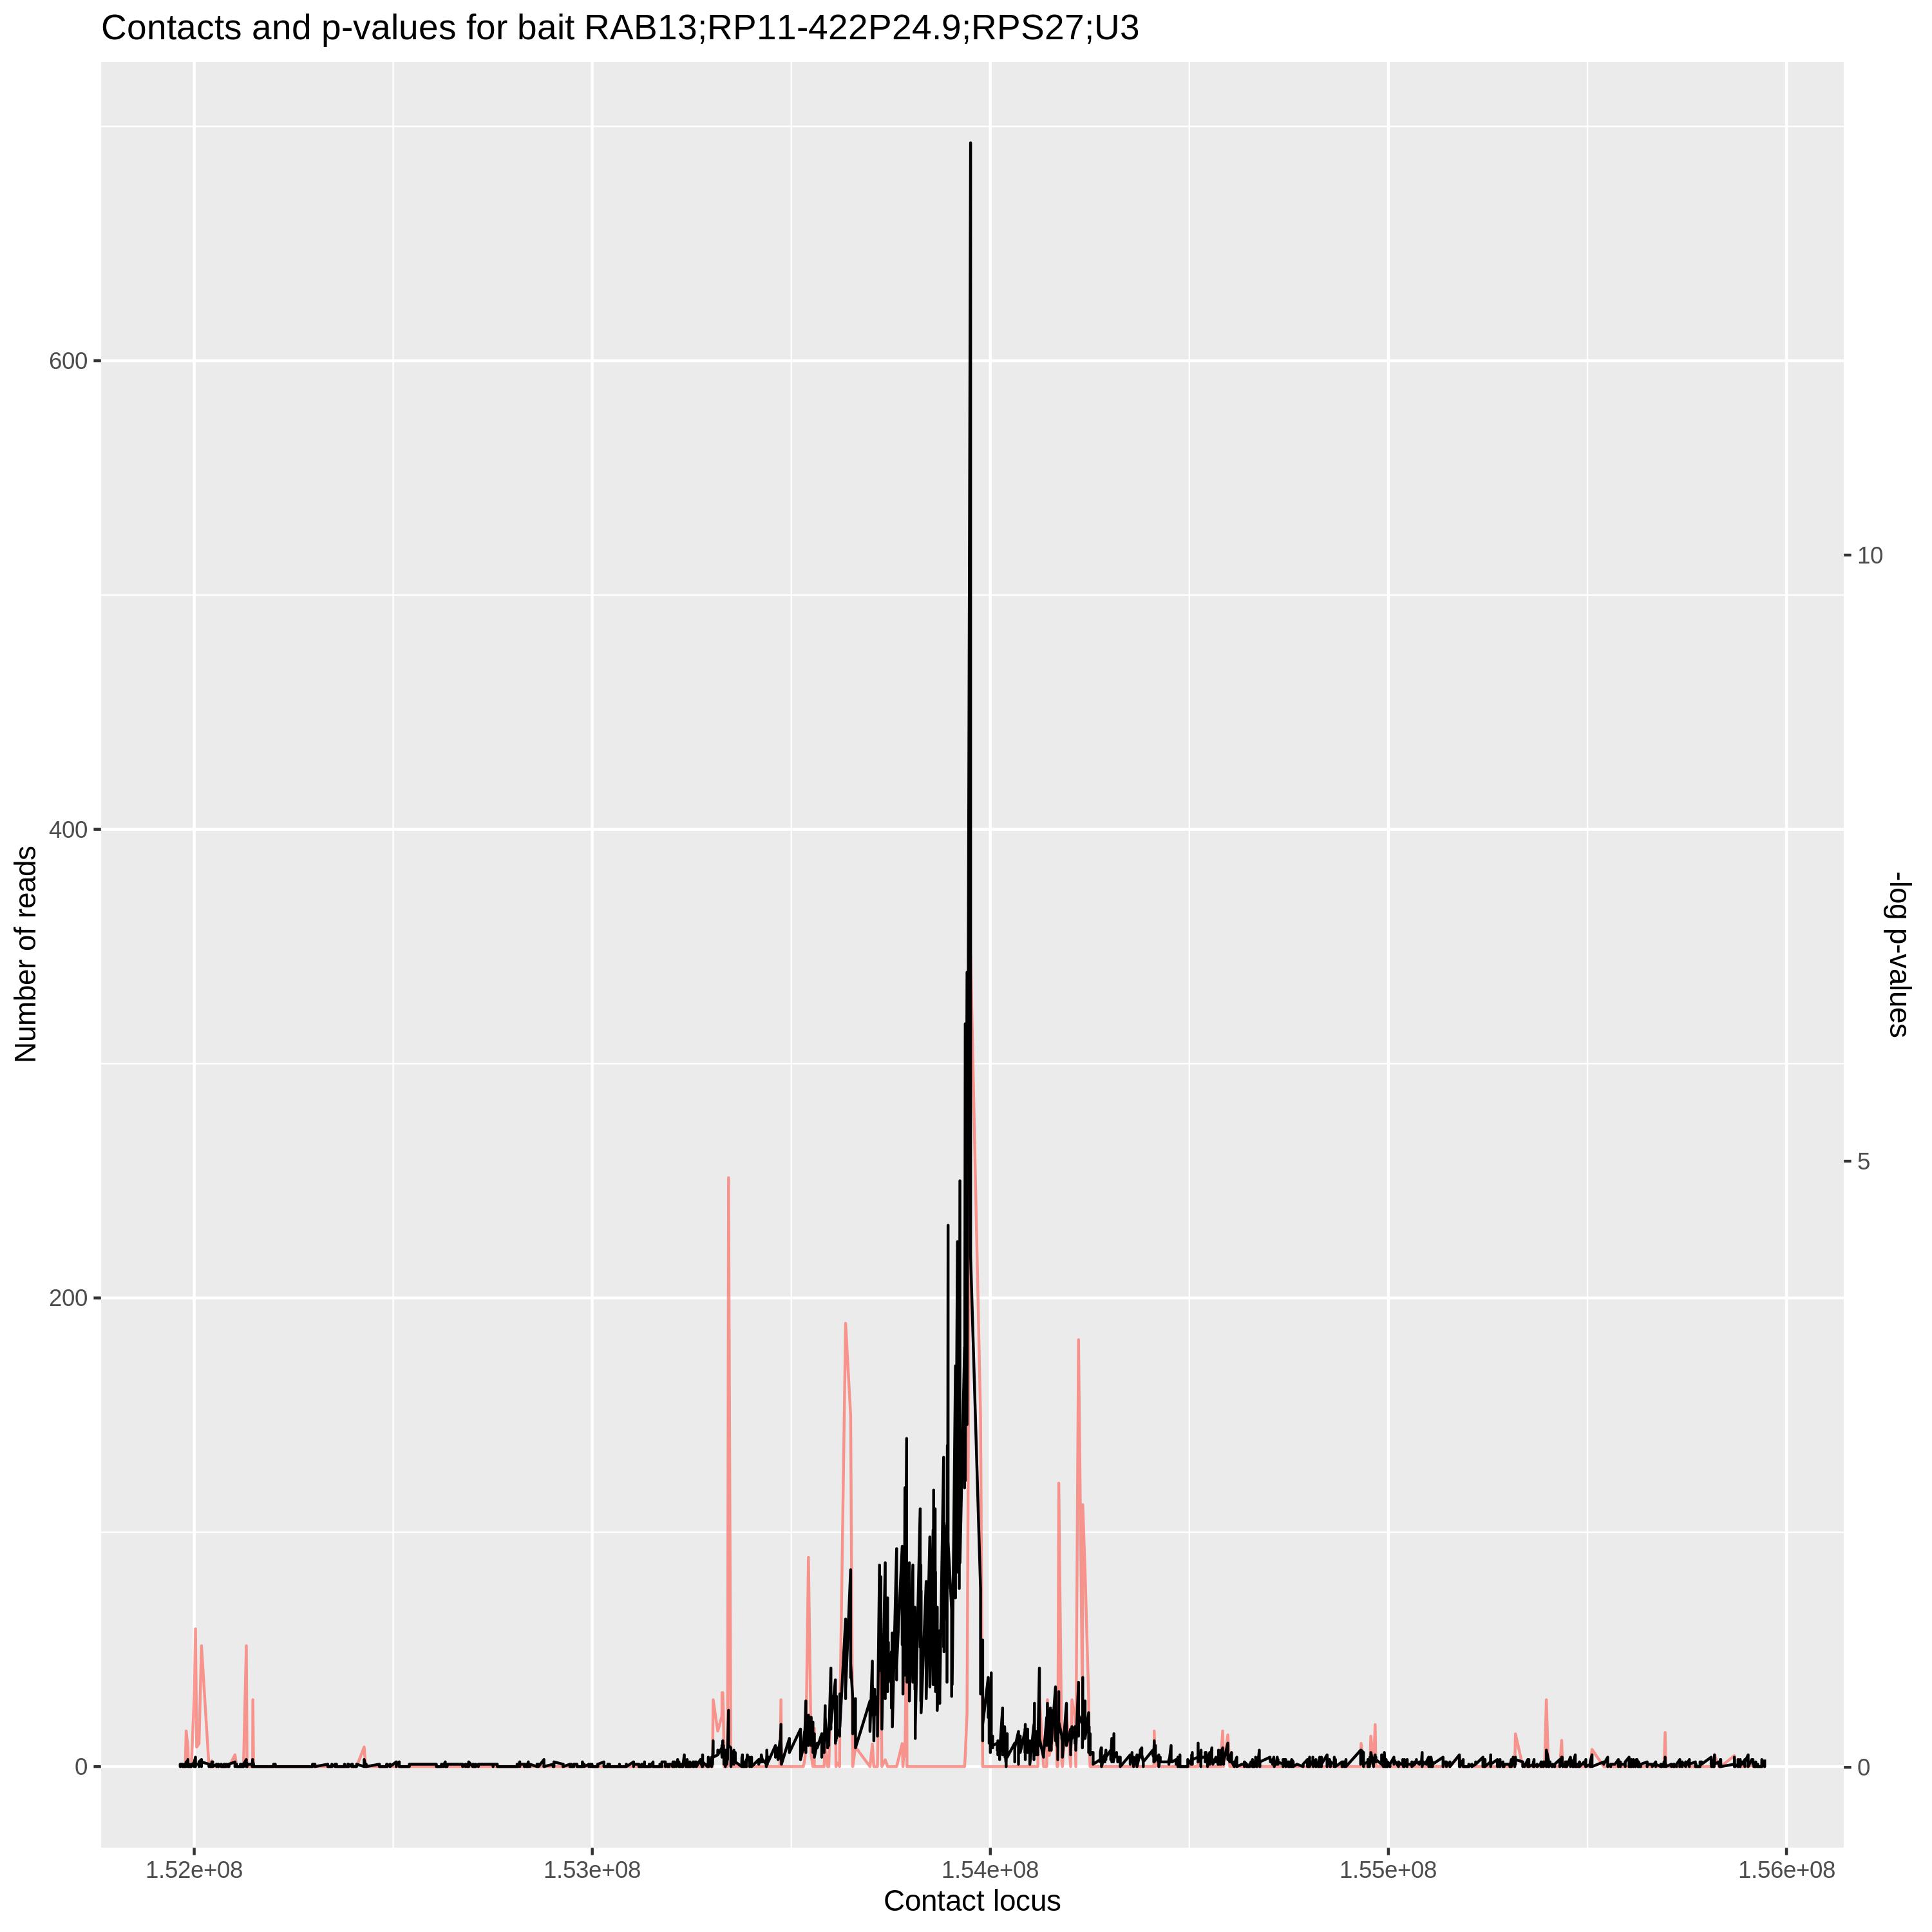 Contacts and p-values for bait RAB13;RP11-422P24.9;RPS27;U3
600
400
200
0
Number of reads
10
5
0
-log p-values
1.52e+08
1.53e+08
1.54e+08
1.55e+08
1.56e+08
Contact locus